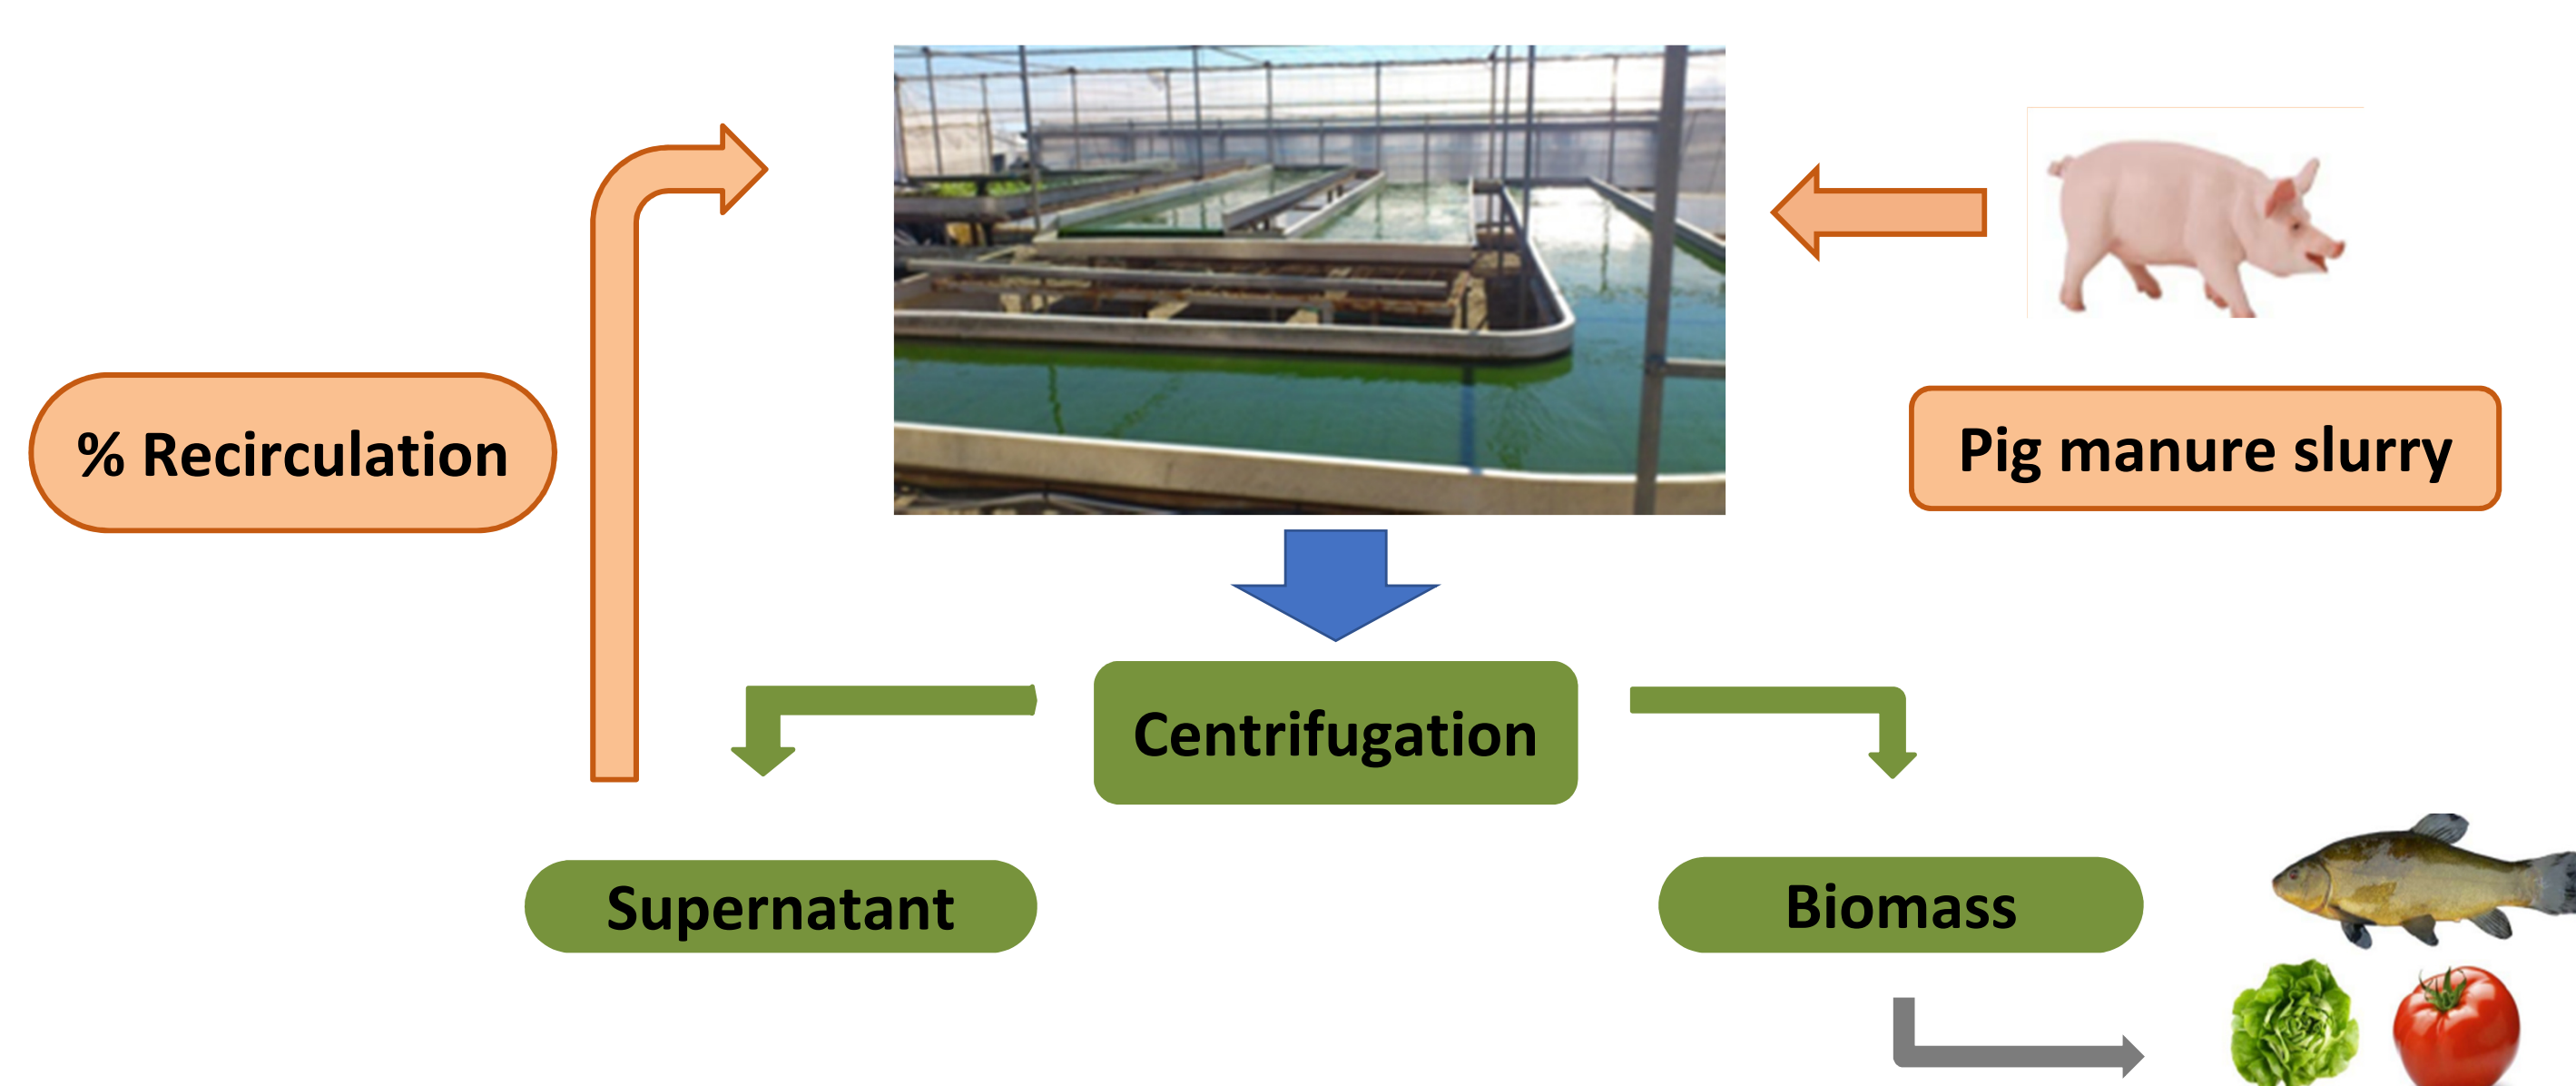 % Recirculation
Pig manure slurry
Centrifugation
Supernatant
Biomass